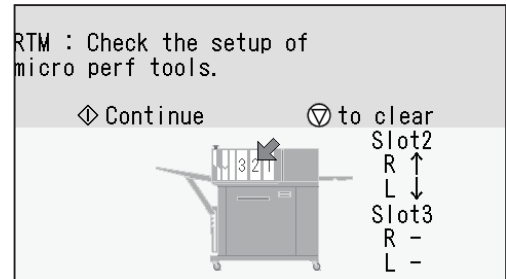 RTM : Check the setup of
micro perf tools.
Continue to clear
3 2 1
Slot2
R ↑
L ↓
Slot3
R −
L −